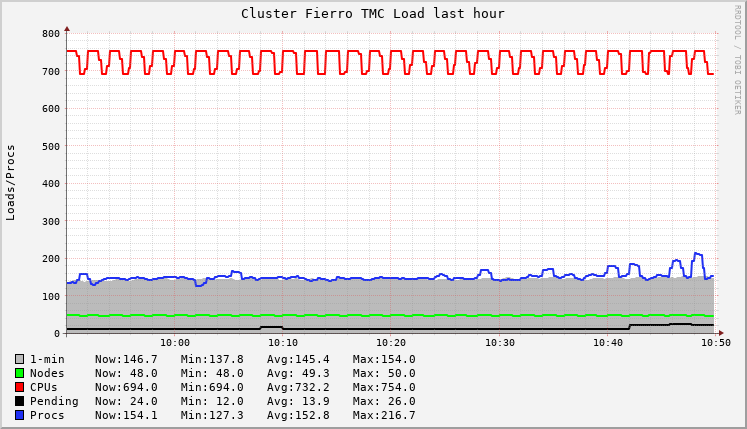 Cluster Fierro TMC Load last hour
RRDTOOL / TOBI OETIKER
Loads/Procs
800
700
600
500
400
300
200
100
0
10:00 10:10 10:20 10:30 10:40 10:50
1-min Now:146.7 Min:137.8 Avg:145.4 Max:154.0
Nodes Now: 48.0 Min: 48.0 Avg: 49.3 Max: 50.0
CPUs Now:694.0 Min:694.0 Avg:732.2 Max:754.0
Pending Now: 24.0 Min: 12.0 Avg: 13.9 Max: 26.0
Procs Now:154.1 Min:127.3 Avg:152.8 Max:216.7